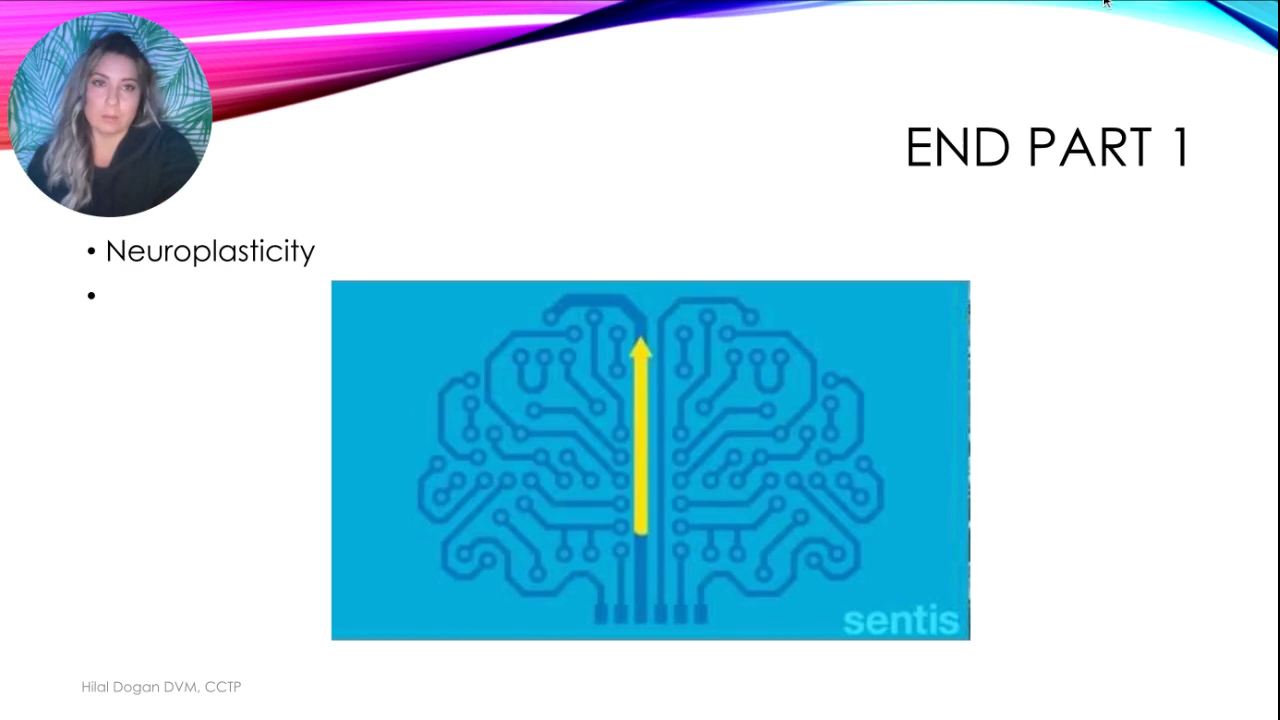 END PART 1
• Neuroplasticity
•
sentis
Hilal Dogan DVM, CCTP